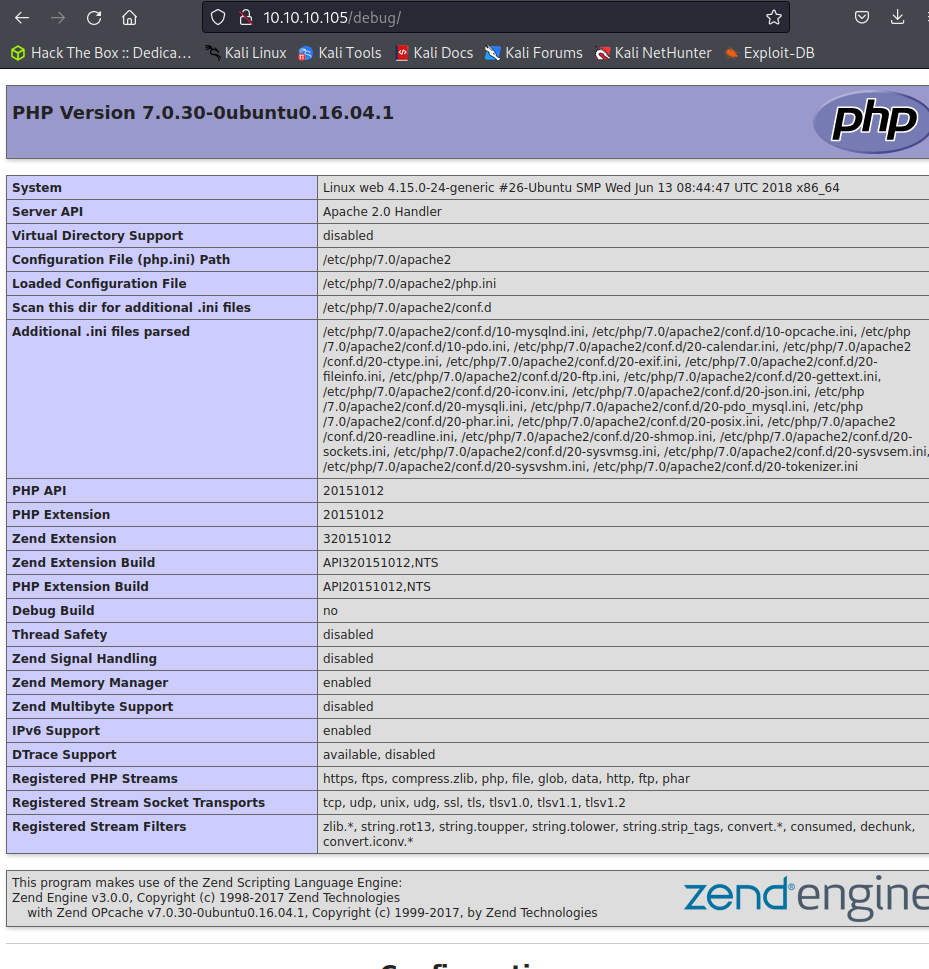 10.10.10.105/debug/
Hack The Box :: Dedica…
Kali Linux
Kali Tools
Kali Docs
Kali Forums
Kali NetHunter
Exploit-DB
PHP Version 7.0.30-0ubuntu0.16.04.1
php
System Linux web 4.15.0-24-generic #26-Ubuntu SMP Wed Jun 13 08:44:47 UTC 2018 x86_64
Server API Apache 2.0 Handler
Virtual Directory Support disabled
Configuration File (php.ini) Path /etc/php/7.0/apache2
Loaded Configuration File /etc/php/7.0/apache2/php.ini
Scan this dir for additional .ini files /etc/php/7.0/apache2/conf.d
Additional .ini files parsed /etc/php/7.0/apache2/conf.d/10-mysqlnd.ini, /etc/php/7.0/apache2/conf.d/10-opcache.ini, /etc/php
/7.0/apache2/conf.d/10-pdo.ini, /etc/php/7.0/apache2/conf.d/20-calendar.ini, /etc/php/7.0/apache2
/conf.d/20-ctype.ini, /etc/php/7.0/apache2/conf.d/20-exif.ini, /etc/php/7.0/apache2/conf.d/20-
fileinfo.ini, /etc/php/7.0/apache2/conf.d/20-ftp.ini, /etc/php/7.0/apache2/conf.d/20-gettext.ini,
/etc/php/7.0/apache2/conf.d/20-iconv.ini, /etc/php/7.0/apache2/conf.d/20-json.ini, /etc/php
/7.0/apache2/conf.d/20-mysqli.ini, /etc/php/7.0/apache2/conf.d/20-pdo_mysql.ini, /etc/php
/7.0/apache2/conf.d/20-phar.ini, /etc/php/7.0/apache2/conf.d/20-posix.ini, /etc/php/7.0/apache2
/conf.d/20-readline.ini, /etc/php/7.0/apache2/conf.d/20-shmop.ini, /etc/php/7.0/apache2/conf.d/20-
sockets.ini, /etc/php/7.0/apache2/conf.d/20-sysvmsg.ini, /etc/php/7.0/apache2/conf.d/20-sysvsem.ini,
/etc/php/7.0/apache2/conf.d/20-sysvshm.ini, /etc/php/7.0/apache2/conf.d/20-tokenizer.ini
PHP API 20151012
PHP Extension 20151012
Zend Extension 320151012
Zend Extension Build API320151012,NTS
PHP Extension Build API20151012,NTS
Debug Build no
Thread Safety disabled
Zend Signal Handling disabled
Zend Memory Manager enabled
Zend Multibyte Support disabled
IPv6 Support enabled
DTrace Support available, disabled
Registered PHP Streams https, ftps, compress.zlib, php, file, glob, data, http, ftp, phar
Registered Stream Socket Transports tcp, udp, unix, udg, ssl, tls, tlsv1.0, tlsv1.1, tlsv1.2
Registered Stream Filters zlib.*, string.rot13, string.toupper, string.tolower, string.strip_tags, convert.*, consumed, dechunk,
convert.iconv.*
This program makes use of the Zend Scripting Language Engine:
Zend Engine v3.0.0, Copyright (c) 1998-2017 Zend Technologies
with Zend OPcache v7.0.30-0ubuntu0.16.04.1, Copyright (c) 1999-2017, by Zend Technologies
zend®engine